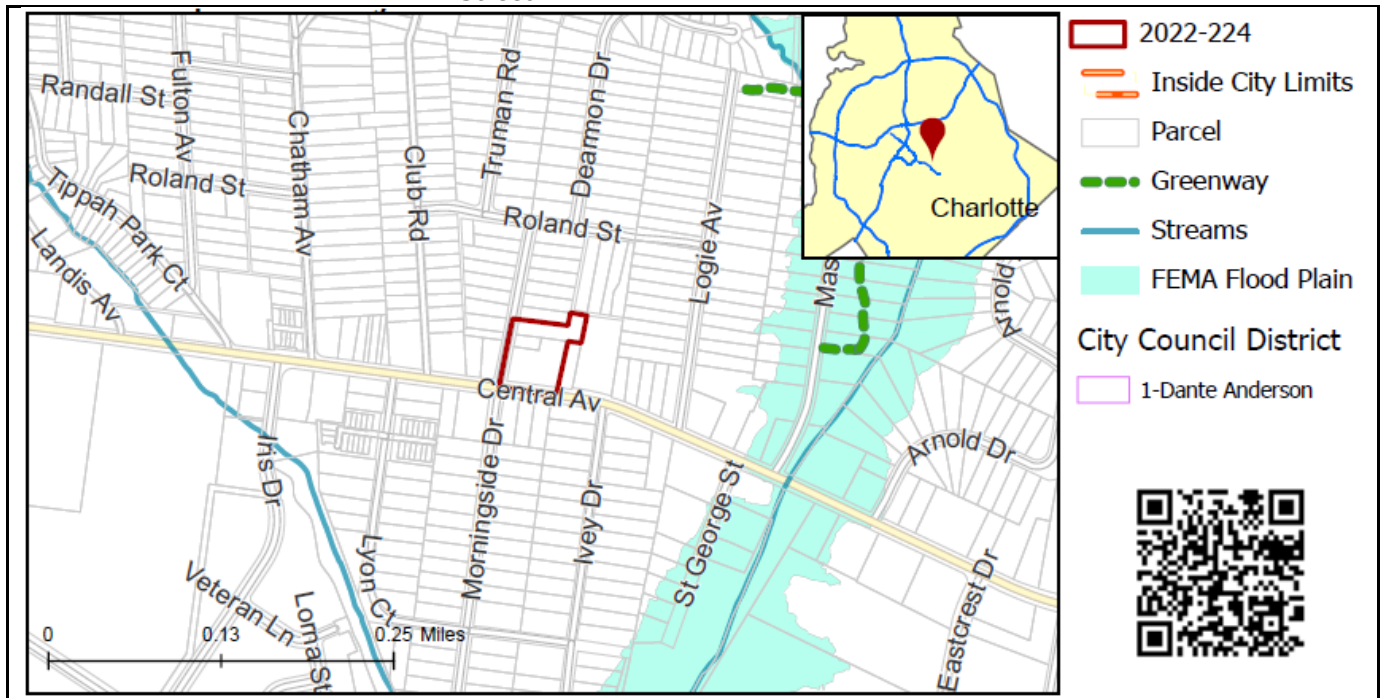 Randall St
Fulton Av
Chatham Av
Club Rd
Truman Rd
Dearmon Dr
Roland St
Tippah Park Ct
Landis Av
Roland St
Logie Av
Mas
Arnold
Charlotte
Central Av
Iris Dr
Morningside Dr
Ivey Dr
Lyon Ct
St George St
Arnold Dr
Eastcrest Dr
Veteran Ln
Lorna St
0
0.13
0.25 Miles
2022-224
Inside City Limits
Parcel
Greenway
Streams
FEMA Flood Plain
City Council District
1-Dante Anderson